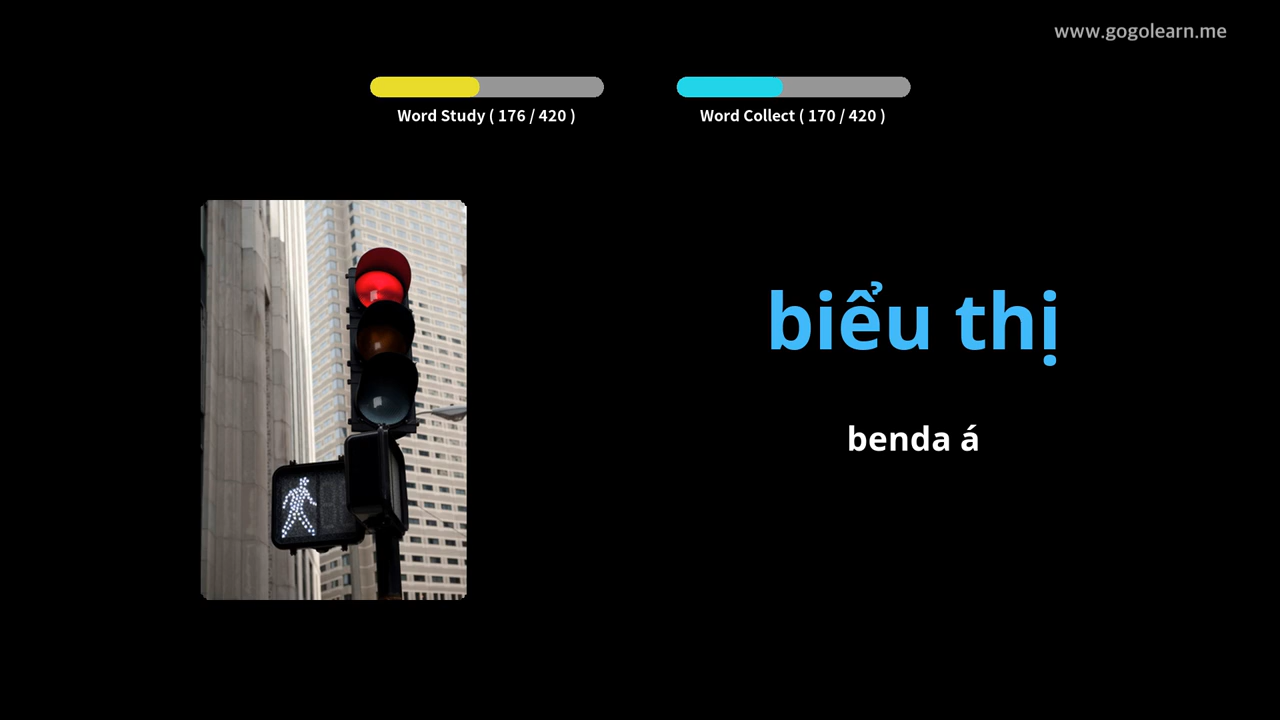 www.gogolearn.me
Word Study ( 176 / 420 )
Word Collect ( 170 / 420 )
biểu thị
benda á